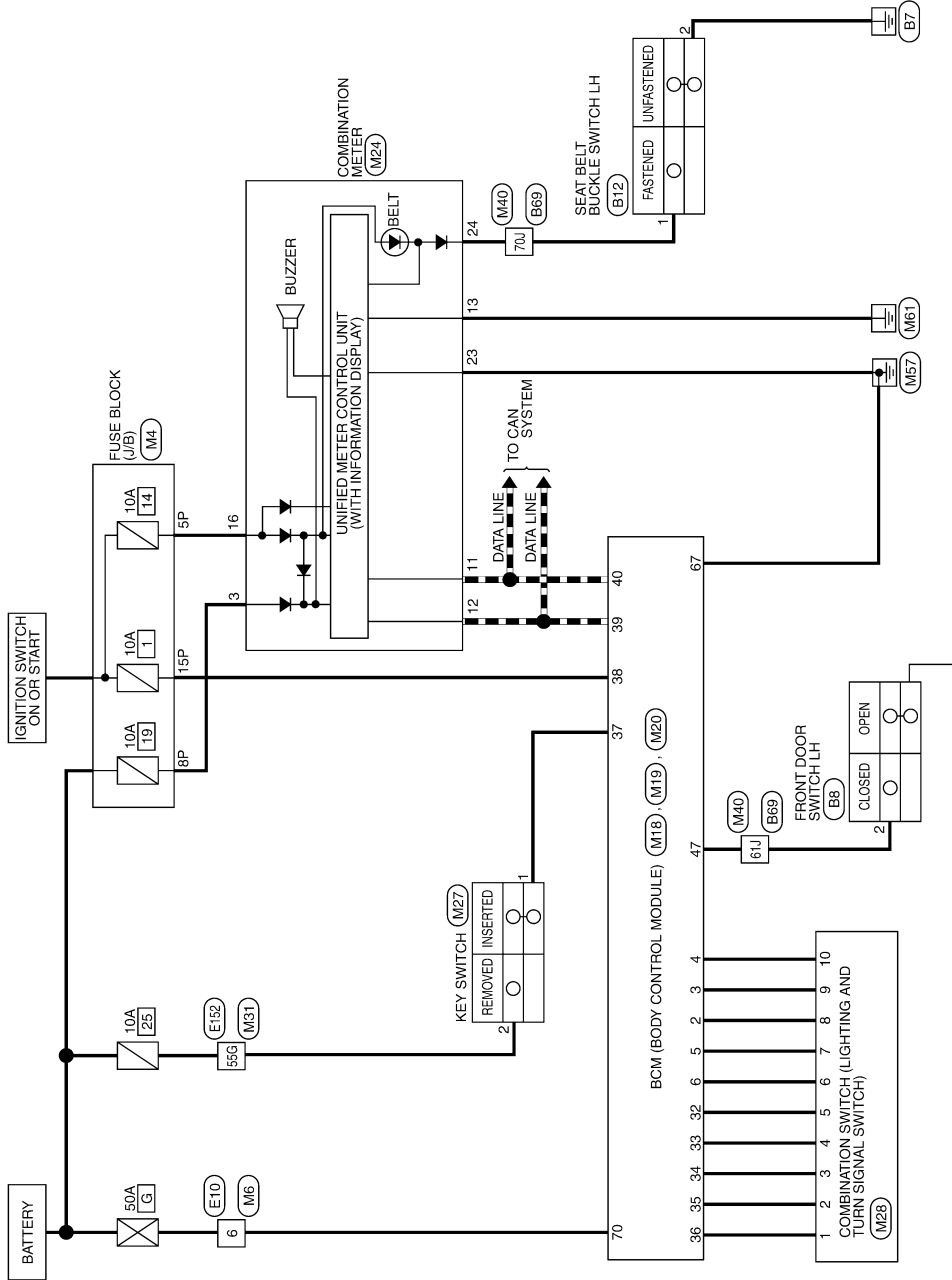 BATTERY
50A
G
E10
M6
6
10A
25
E152
M31
55G
IGNITION SWITCH
ON OR START
10A
19
8P
10A
1
15P
10A
14
5P
FUSE BLOCK
(J/B)
M4
3
16
BUZZER
BELT
UNIFIED METER CONTROL UNIT
(WITH INFORMATION DISPLAY)
COMBINATION
METER
M24
12
11
23
13
24
DATA LINE
DATA LINE
TO CAN
SYSTEM
M40
B69
70J
SEAT BELT
BUCKLE SWITCH LH
B12
FASTENED
UNFASTENED
1
2
B7
M61
M57
KEY SWITCH
M27
REMOVED
INSERTED
2
1
70
37
38
39
40
BCM (BODY CONTROL MODULE)
M18 , M19 , M20
36
35
34
33
32
6
5
2
3
4
47
67
1
2
3
4
5
6
7
8
9
10
COMBINATION SWITCH (LIGHTING AND
TURN SIGNAL SWITCH)
M28
M40
B69
61J
FRONT DOOR
SWITCH LH
B8
CLOSED
OPEN
2